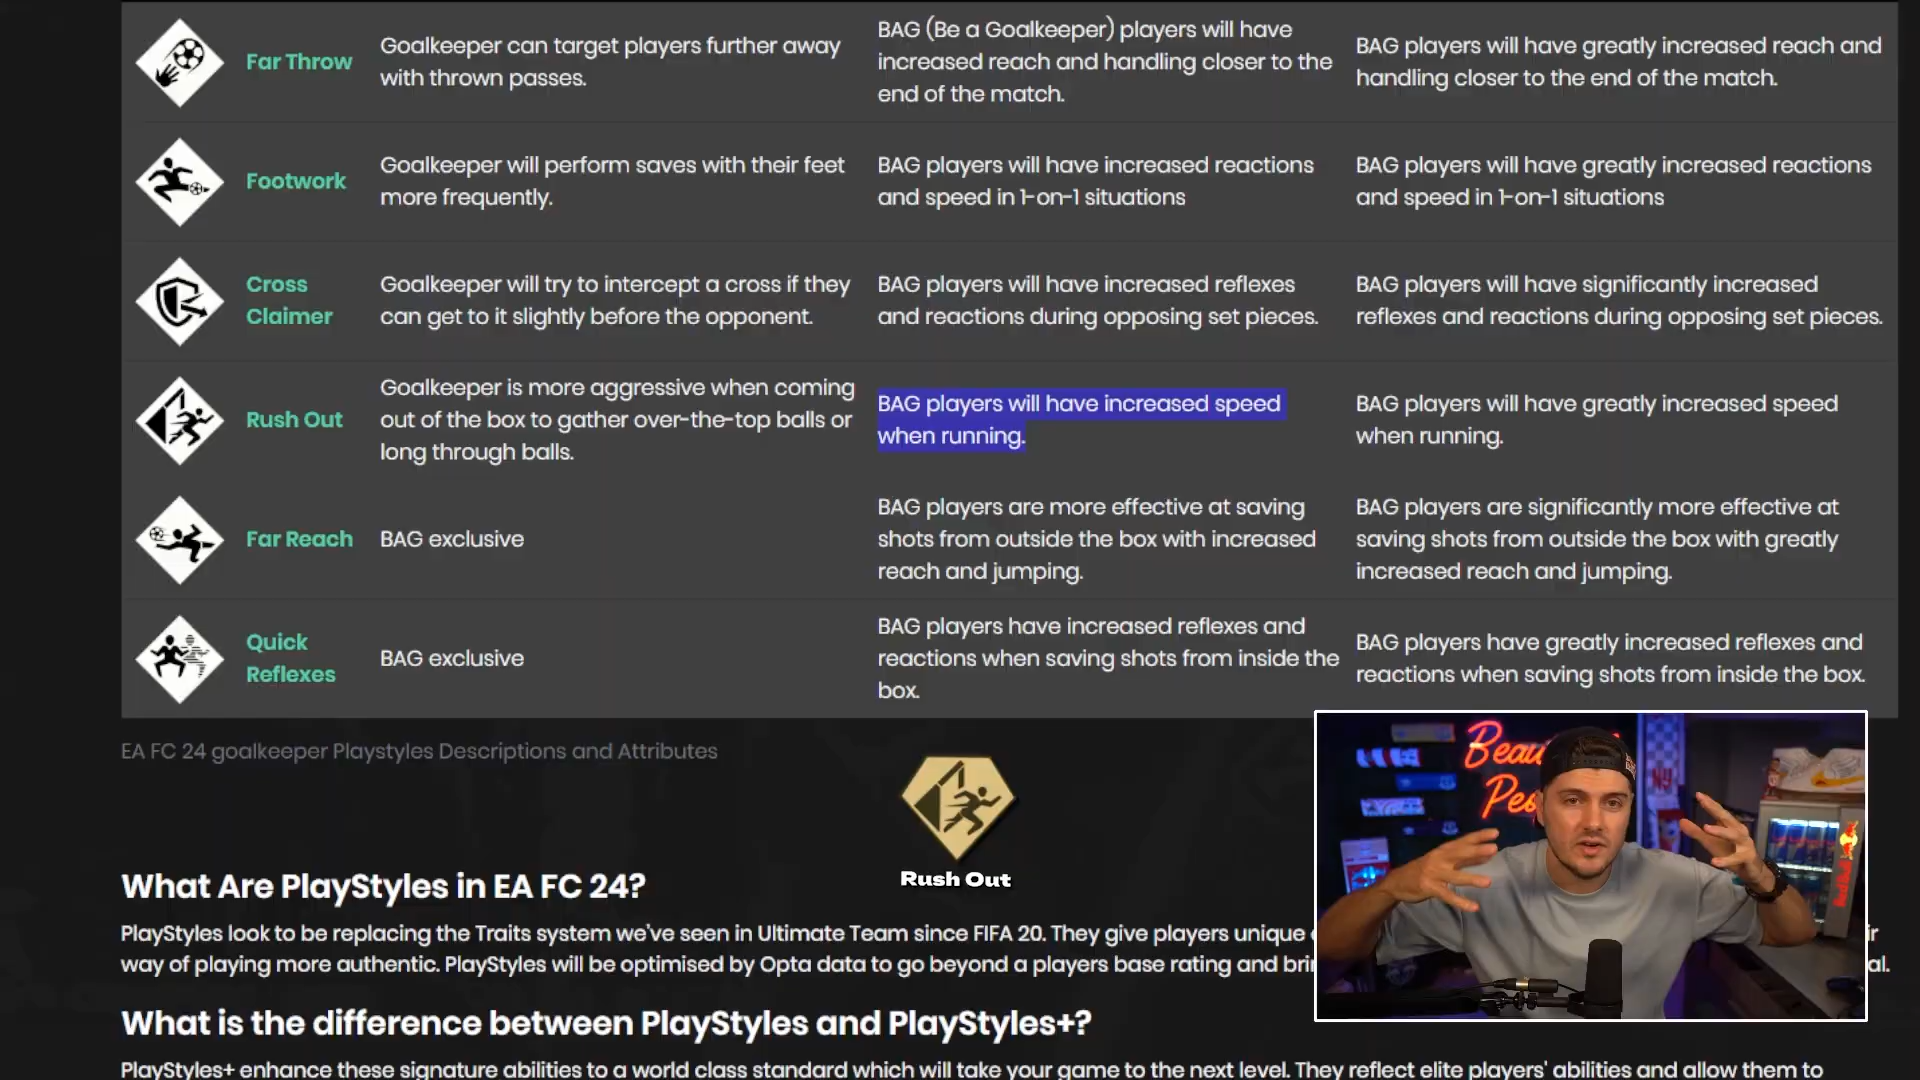 Far Throw
Goalkeeper can target players further away
with thrown passes.
BAG (Be a Goalkeeper) players will have
increased reach and handling closer to the
end of the match.
BAG players will have greatly increased reach and
handling closer to the end of the match.
Footwork
Goalkeeper will perform saves with their feet
more frequently.
BAG players will have increased reactions
and speed in 1-on-1 situations
BAG players will have greatly increased reactions
and speed in 1-on-1 situations
Cross
Claimer
Goalkeeper will try to intercept a cross if they
can get to it slightly before the opponent.
BAG players will have increased reflexes
and reactions during opposing set pieces.
BAG players will have significantly increased
reflexes and reactions during opposing set pieces.
Rush Out
Goalkeeper is more aggressive when coming
out of the box to gather over-the-top balls or
long through balls.
BAG players will have increased speed
when running.
BAG players will have greatly increased speed
when running.
Far Reach
BAG exclusive
BAG players are more effective at saving
shots from outside the box with increased
reach and jumping.
BAG players are significantly more effective at
saving shots from outside the box with greatly
increased reach and jumping.
Quick
Reflexes
BAG exclusive
BAG players have increased reflexes and
reactions when saving shots from inside the
box.
BAG players have greatly increased reflexes and
reactions when saving shots from inside the box.
EA FC 24 goalkeeper Playstyles Descriptions and Attributes
Rush Out
What Are PlayStyles in EA FC 24?
PlayStyles look to be replacing the Traits system we've seen in Ultimate Team since FIFA 20. They give players unique
way of playing more authentic. PlayStyles will be optimised by Opta data to go beyond a players base rating and
What is the difference between PlayStyles and PlayStyles+?
PlayStyles+ enhance these signature abilities to a world class standard which will take your game to the next level. They reflect elite players' abilities and allow them to
Red Bull